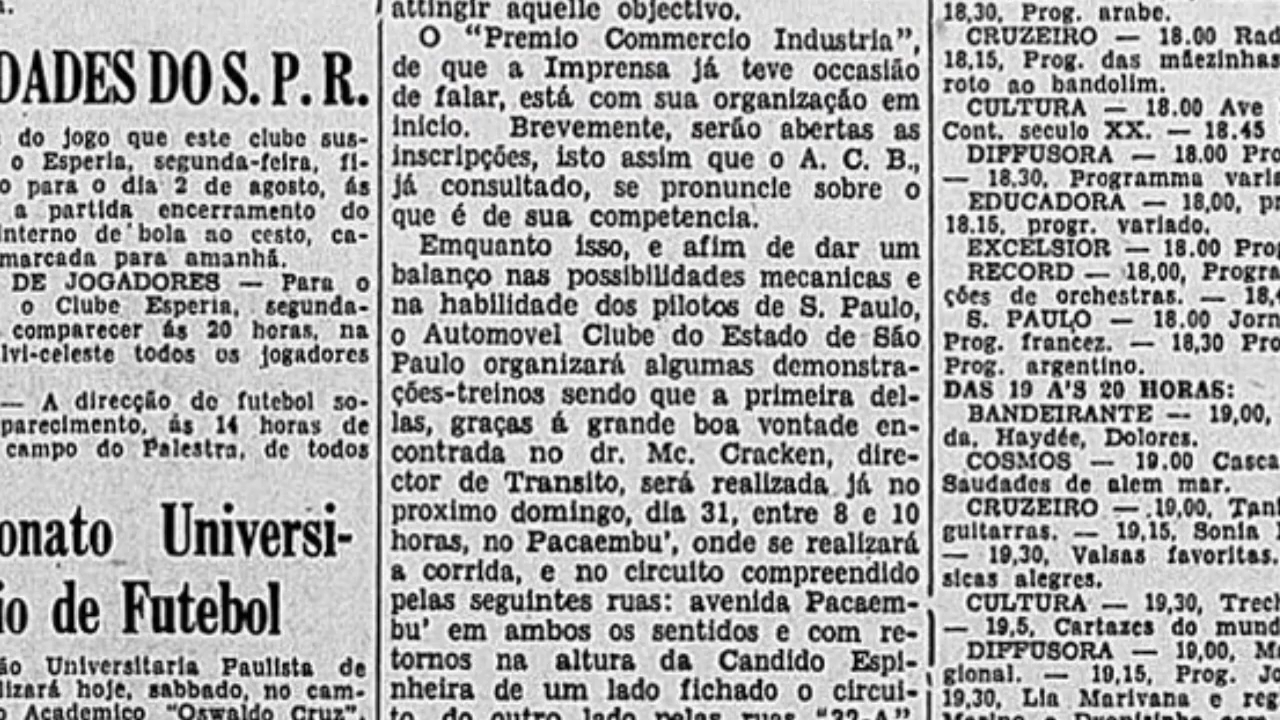 DADES DO S. P. R.
do jogo que este clube sus-
o Esperia, segunda-feira, fi-
o para o dia 2 de agosto, ás
a partida encerramento do
interno de bola ao cesto, ca-
marcada para amanhã.
DE JOGADORES — Para o
o Clube Esperia, segunda-
comparecer ás 20 horas, na
lvi-celeste todos os jogadores
— A direcção de futebol so-
parecimento, ás 14 horas de
campo do Palestra, de todos
onato Universi-
io de Futebol
ão Universitaria Paulista de
lizará hoje, sabbado, no cam-
Academico "Oswaldo Cruz",
attingir aquelle objectivo.
O "Premio Commercio Industria",
de que a Imprensa já teve occasião
de falar, está com sua organização em
inicio. Brevemente, serão abertas as
inscripções, isto assim que o A. C. B.,
já consultado, se pronuncie sobre o
que é de sua competencia.
Emquanto isso, e afim de dar um
balanço nas possibilidades mecanicas e
na habilidade dos pilotos de S. Paulo,
o Automovel Clube do Estado de São
Paulo organizará algumas demonstra-
ções-treinos sendo que a primeira del-
las, graças á grande boa vontade en-
contrada no dr. Mc. Cracken, dire-
ctor de Transito, será realizada já no
proximo domingo, dia 31, entre 8 e 10
horas, no Pacaembu', onde se realizará
a corrida, e no circuito compreendido
pelas seguintes ruas: avenida Pacaem-
bu' em ambos os sentidos e com re-
tornos na altura da Candido Espi-
nheira de um lado fichado o circui-
to, do outro lado pelas ruas "32-A",
18,30, Prog. arabe.
CRUZEIRO — 18.00 Rad
18,15, Prog. das mãezinhas
roto ao bandolim.
CULTURA — 18.00 Ave
Cont. seculo XX. — 18.45
DIFFUSORA — 18.00 Pro
— 18,30, Programma varia
EDUCADORA — 18,00, pr
18.15, progr. variado.
EXCELSIOR — 18.00 Prog
RECORD — 18,00, Progra
ções de orchestras. — 18,4
S. PAULO — 18.00 Jorn
Prog. francez. — 18,30 Pro
Prog. argentino.
DAS 19 A'S 20 HORAS:
BANDEIRANTE — 19,00,
da, Haydée, Dolores.
COSMOS — 19.00 Casca
Saudades de alem mar.
CRUZEIRO — 19,00, Tan
guitarras. — 19,15, Sonia
— 19,30, Valsas favoritas.
sicas alegres.
CULTURA — 19,30, Trech
— 19,5, Cartazes do mund
DIFFUSORA — 19,00, Ma
gional. — 19,15, Prog. Jo
19,30, Lia Marivana e reg